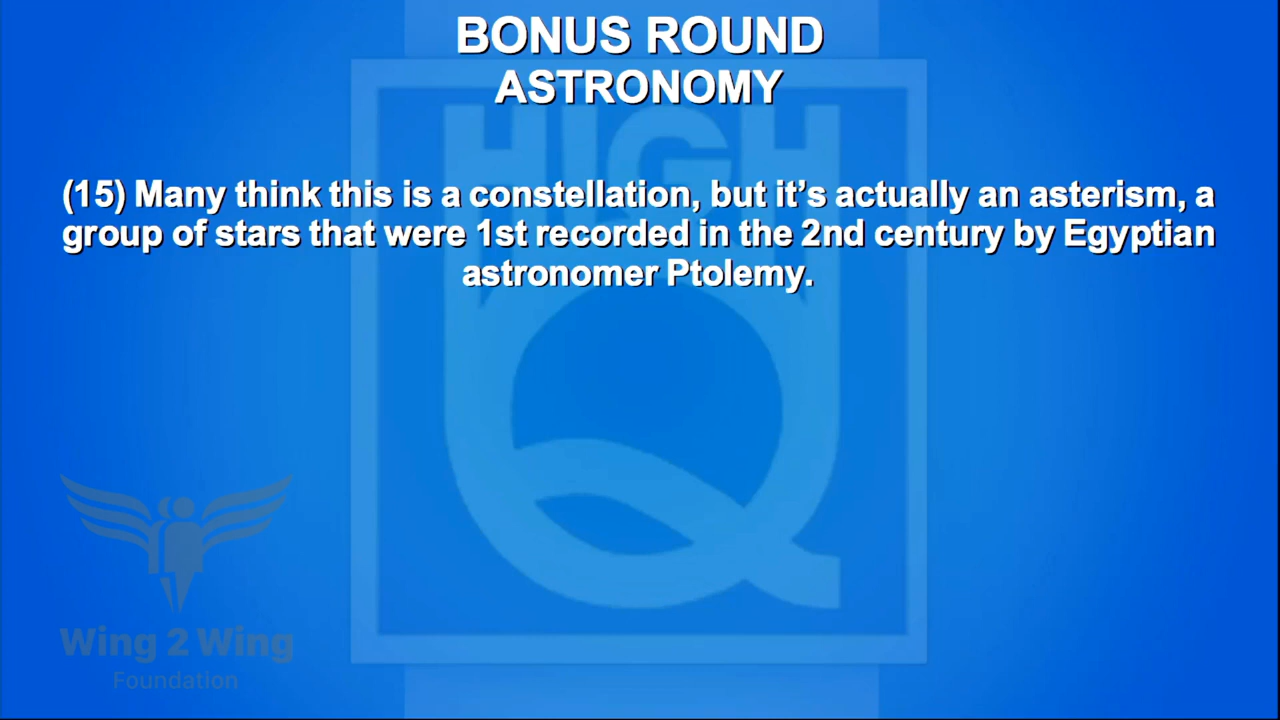 BONUS ROUND
ASTRONOMY
(15) Many think this is a constellation, but it’s actually an asterism, a
group of stars that were 1st recorded in the 2nd century by Egyptian
astronomer Ptolemy.
HIGH
Q
Wing 2 Wing
Foundation